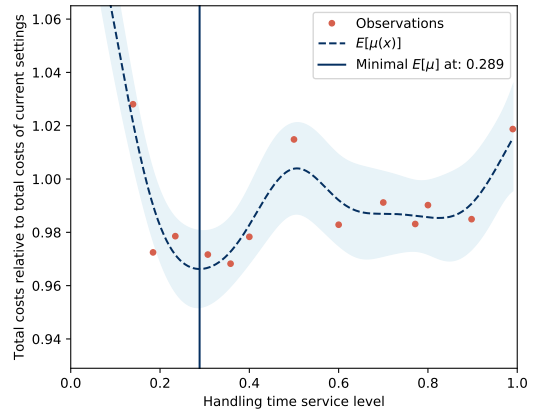 Observations
E[μ(x)]
Minimal E[μ] at: 0.289
1.06
1.04
1.02
1.00
0.98
0.96
0.94
Total costs relative to total costs of current settings
0.0 0.2 0.4 0.6 0.8 1.0
Handling time service level